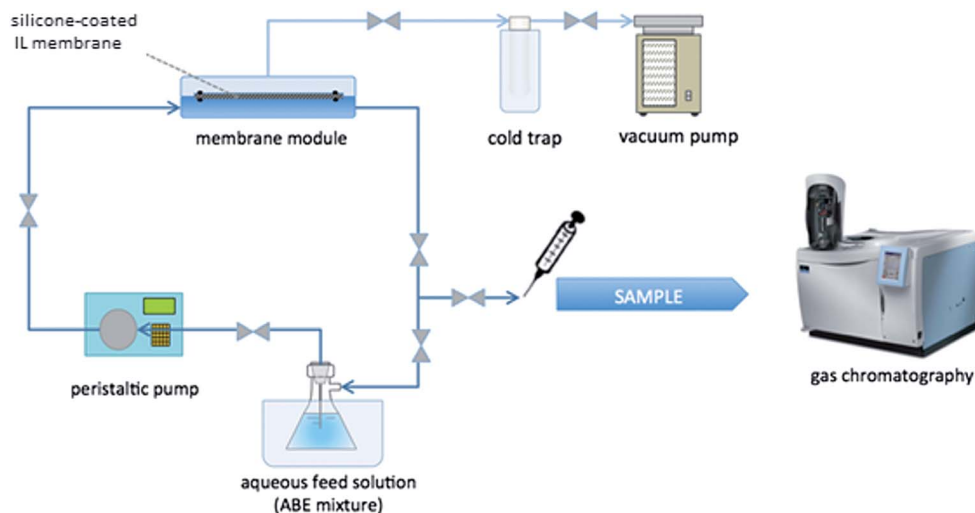 silicone-coated
IL membrane
membrane module
cold trap
vacuum pump
SAMPLE
peristaltic pump
gas chromatography
aqueous feed solution
(ABE mixture)